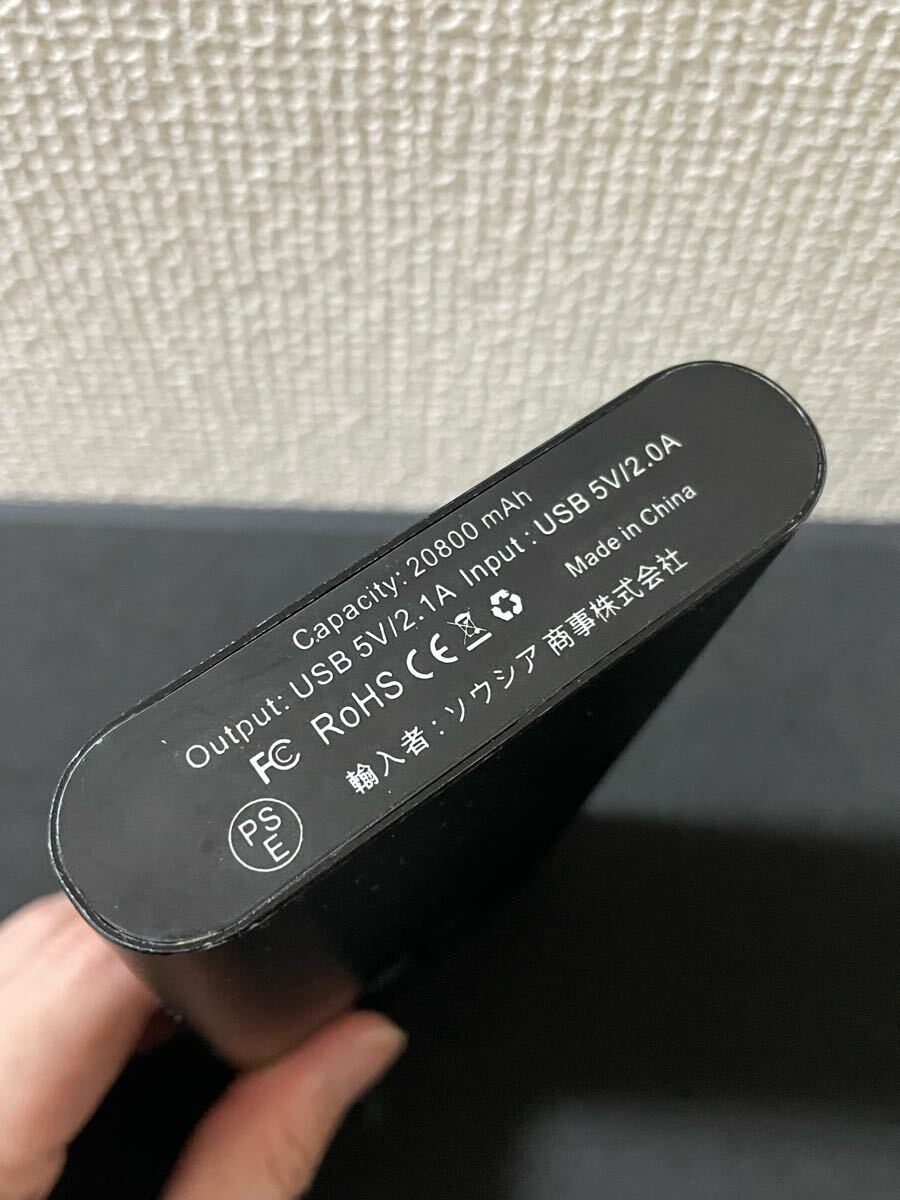 Capacity: 20800 mAh
Output: USB 5V/2.1A Input : USB 5V/2.0A
FC RoHS CE Made in China
輸入者 : ソウシア 商事株式会社
PSE